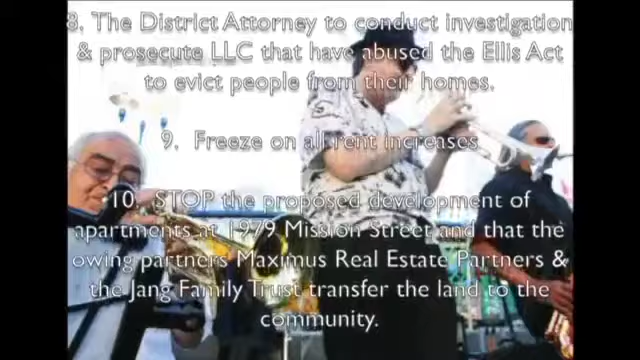 8. The District Attorney to conduct investigation
& prosecute LLC that have abused the Ellis Act
to evict people from their homes.
9. Freeze on all rent increases
10. STOP the proposed development of
apartments at 1979 Mission Street and that the
owing partners Maximus Real Estate Partners &
the Jang Family Trust transfer the land to the
community.